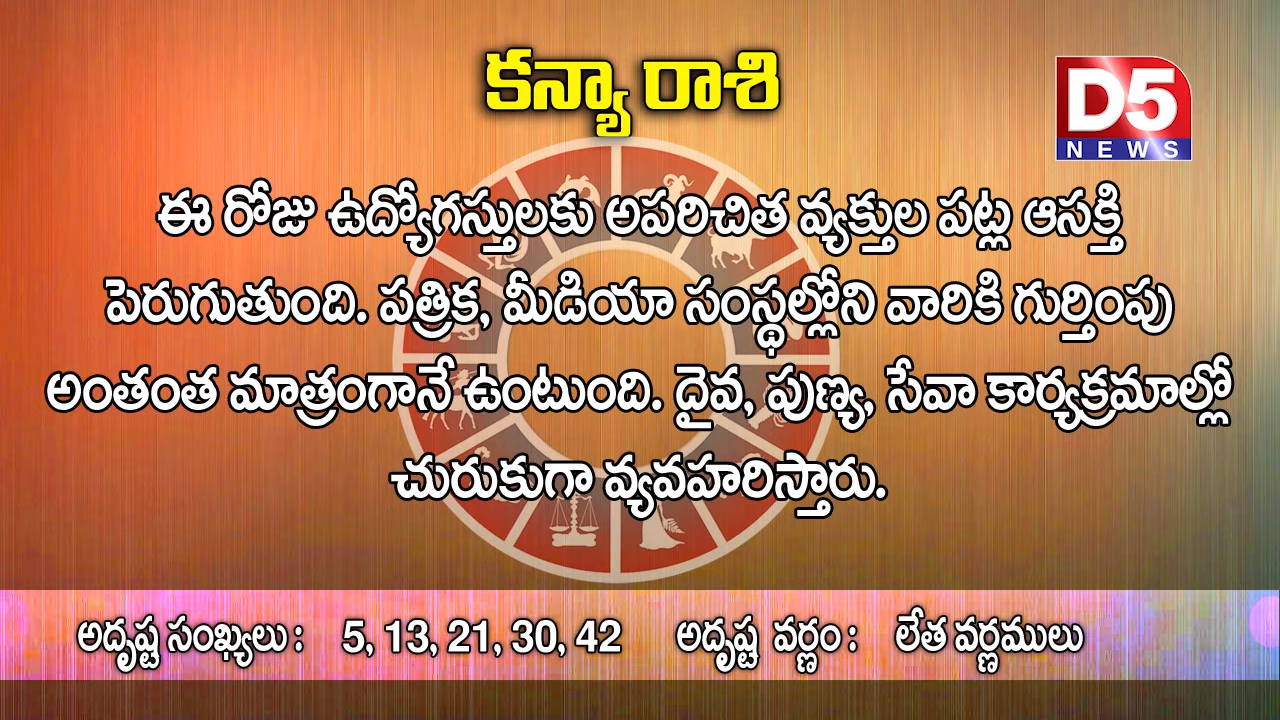 కన్యా రాశి
D5
NEWS
ఈ రోజు ఉద్యోగస్తులకు అపరిచిత వ్యక్తుల పట్ల ఆసక్తి
పెరుగుతుంది. పత్రిక, మీడియా సంస్థల్లోని వారికి గుర్తింపు
అంతంత మాత్రంగానే ఉంటుంది. దైవ, పుణ్య, సేవా కార్యక్రమాల్లో
చురుకుగా వ్యవహరిస్తారు.
అదృష్ట సంఖ్యలు : 5, 13, 21, 30, 42 అదృష్ట వర్ణం : లేత వర్ణములు